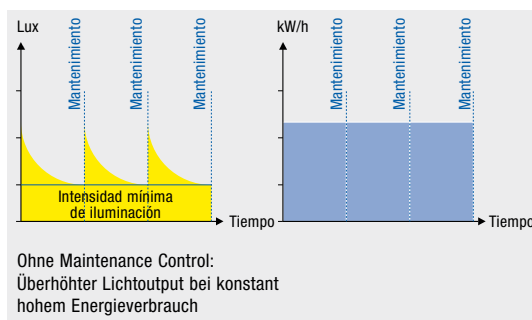 Lux
Mantenimiento
Mantenimiento
Mantenimiento
Intensidad mínima
de iluminación
Tiempo
kW/h
Mantenimiento
Mantenimiento
Mantenimiento
Tiempo
Ohne Maintenance Control:
Überhöhter Lichtoutput bei konstant
hohem Energieverbrauch